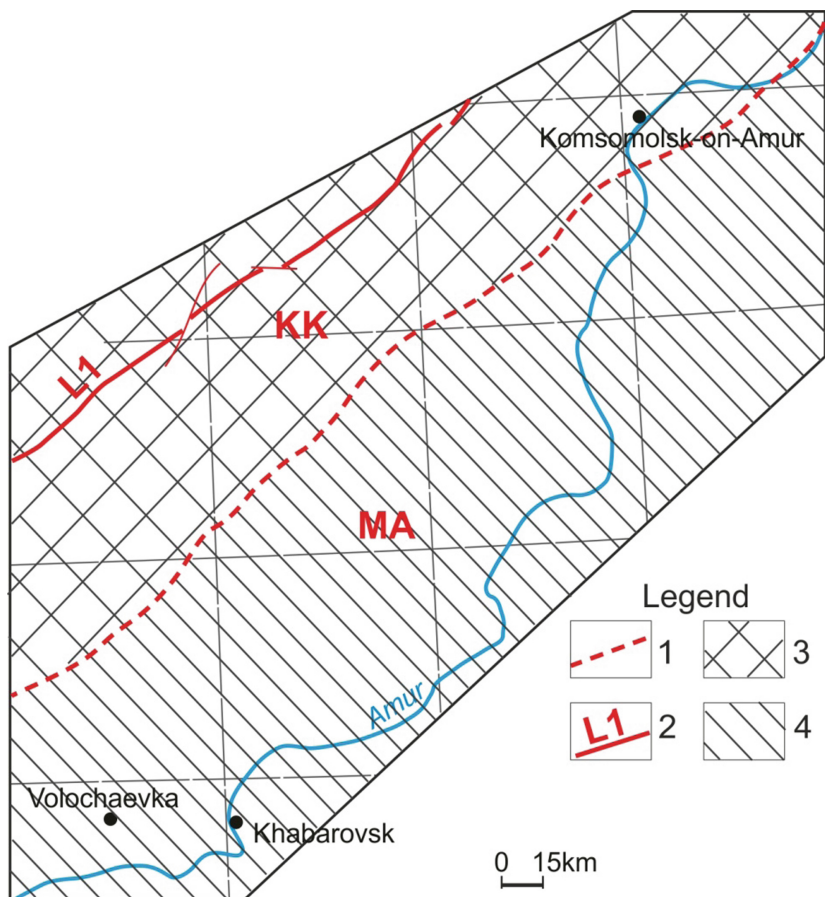 Komsomolsk-on-Amur
KK
L1
MA
Legend
1
3
L1
2
4
Amur
Volochaevka
Khabarovsk
0 15km